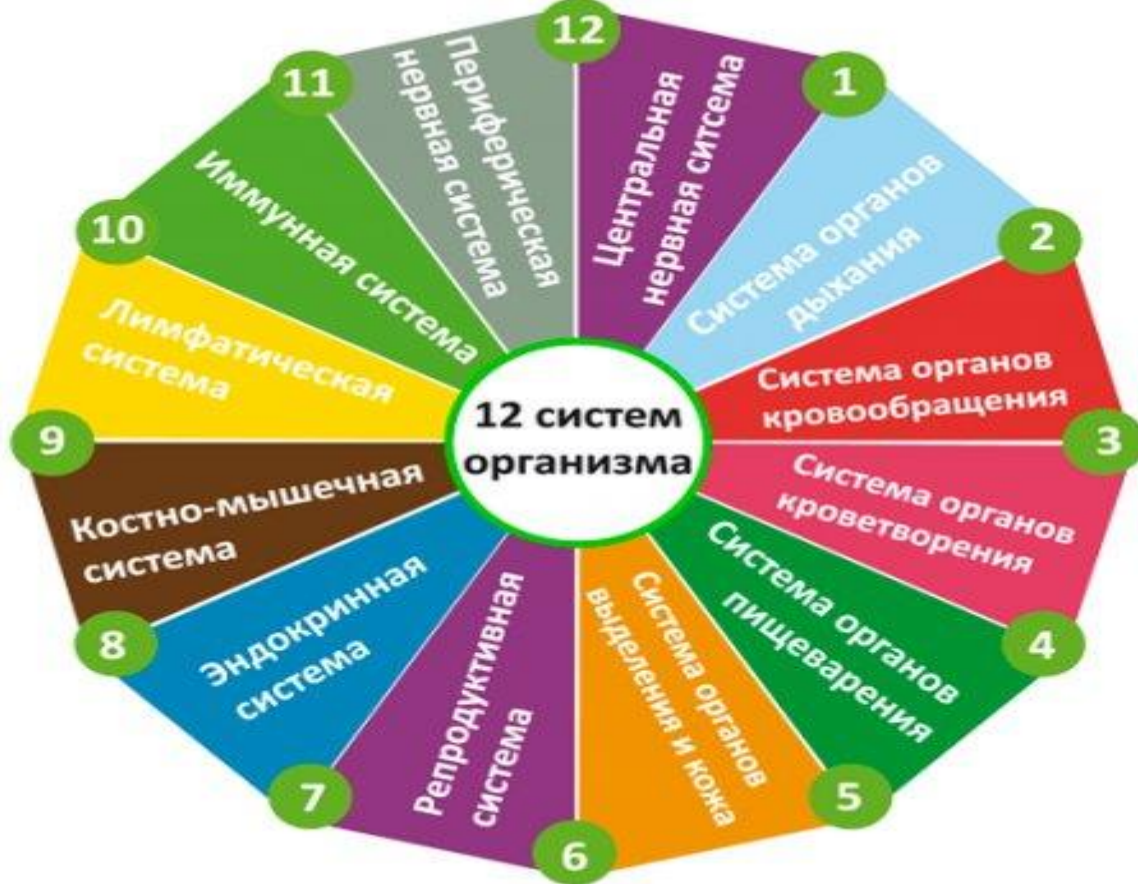 12
Центральная
нервная ситсема
1
Система органов
дыхания
2
Система органов
кровообращения
3
Система органов
кроветворения
4
Система органов
пищеварения
5
Система органов
выделения и кожа
6
Репродуктивная
система
7
Эндокринная
система
8
Костно-мышечная
система
9
Лимфатическая
система
10
Иммунная система
11
Периферическая
нервная система
12 систем
организма